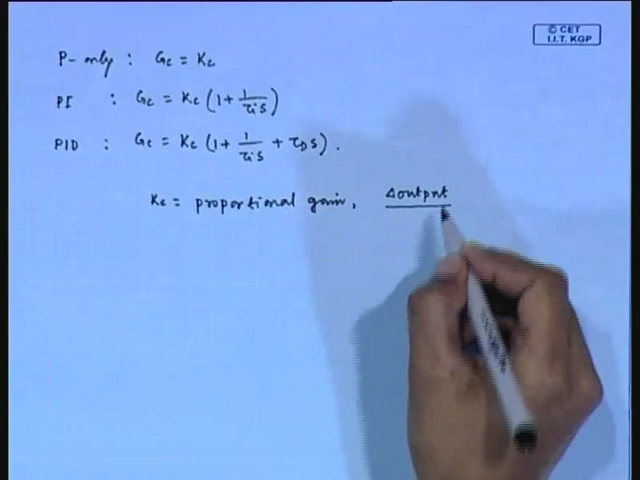 © CET
I.I.T. KGP
P-only : Gc = Kc
PI : Gc = Kc (1 + 1/τis)
PID : Gc = Kc (1 + 1/τis + τDs).
Kc = proportional gain, Δoutput